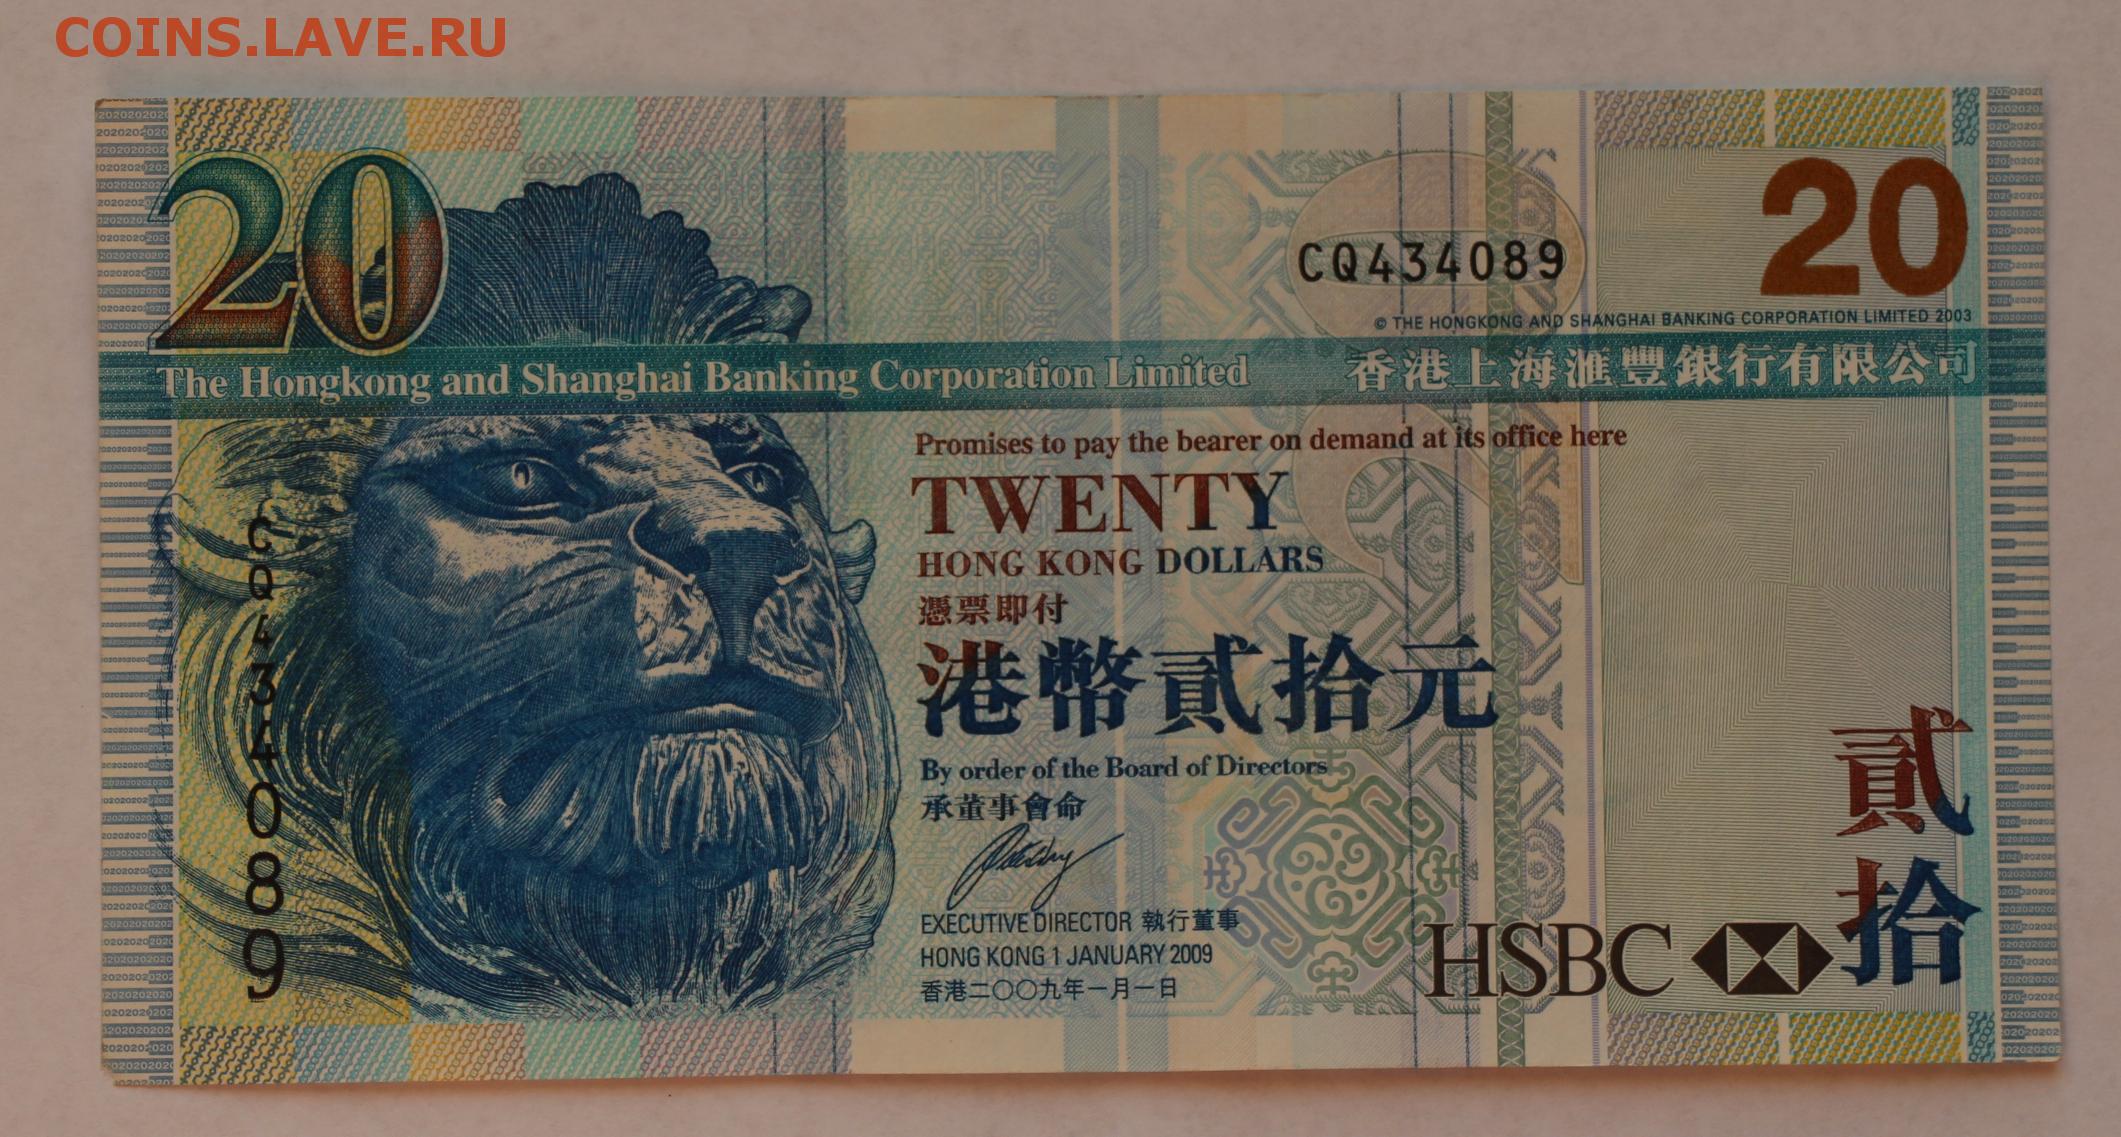 COINS.LAVE.RU
20
20
CQ434089
© THE HONGKONG AND SHANGHAI BANKING CORPORATION LIMITED 2003
The Hongkong and Shanghai Banking Corporation Limited 香港上海滙豐銀行有限公司
Promises to pay the bearer on demand at its office here
TWENTY
HONG KONG DOLLARS
憑票即付
港幣貳拾元
By order of the Board of Directors
承董事會命
EXECUTIVE DIRECTOR 執行董事
HONG KONG 1 JANUARY 2009
香港二〇〇九年一月一日
CQ434089
HSBC
貳拾